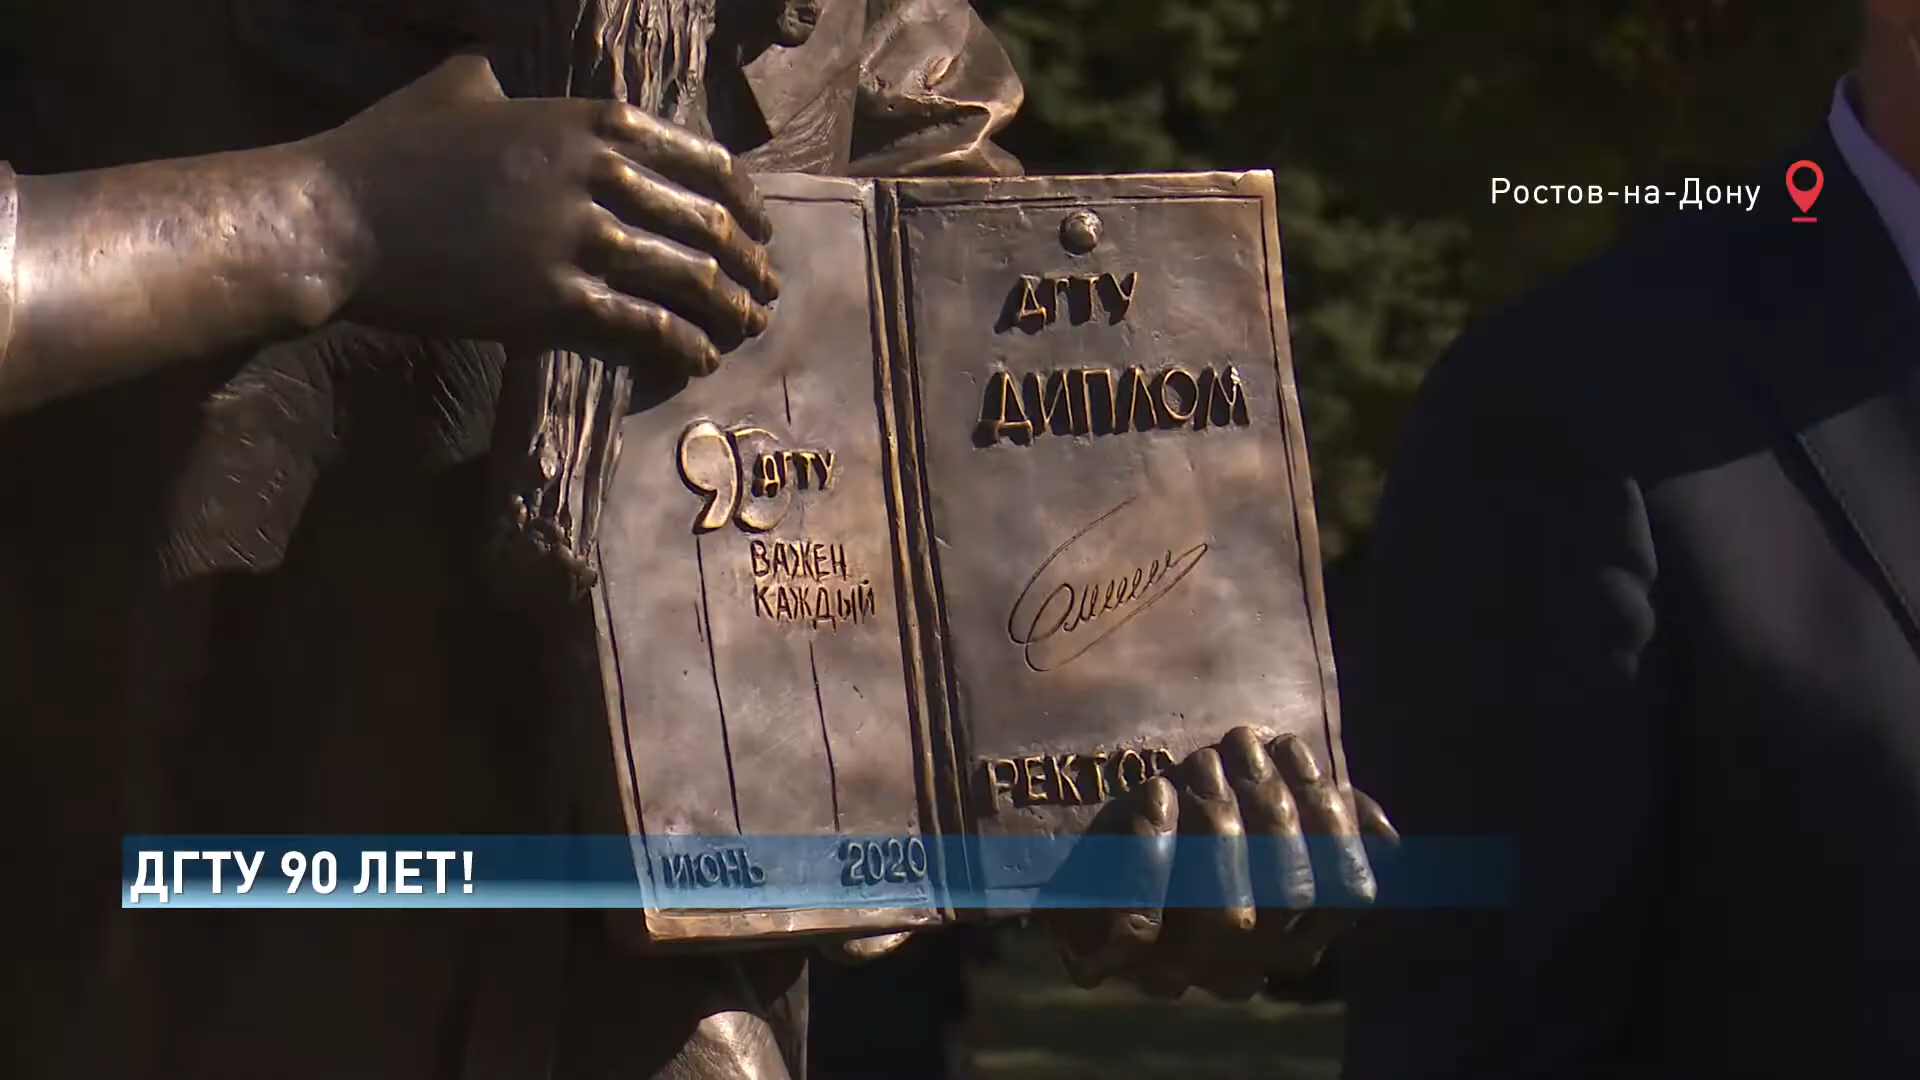 Ростов-на-Дону
90 ДГТУ
ВАЖЕН
КАЖДЫЙ
ИЮНЬ 2020
ДГТУ
ДИПЛОМ
РЕКТОР
ДГТУ 90 ЛЕТ!